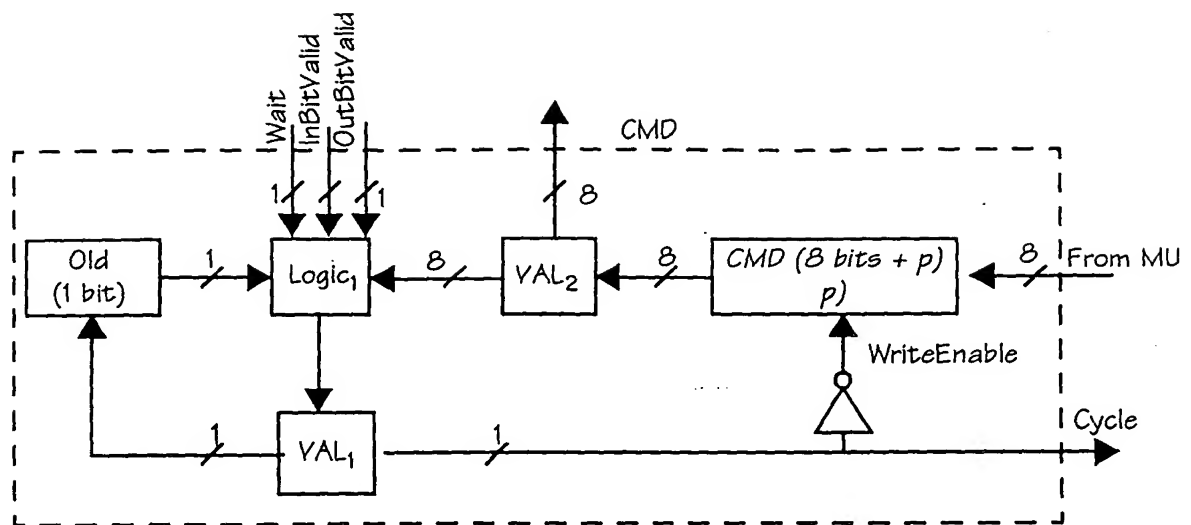 Wait
InBitValid
OutBitValid
CMD
1
1
8
Old
(1 bit)
1
Logic1
8
VAL2
8
CMD (8 bits + p)
p)
8
From MU
WriteEnable
1
VAL1
1
Cycle